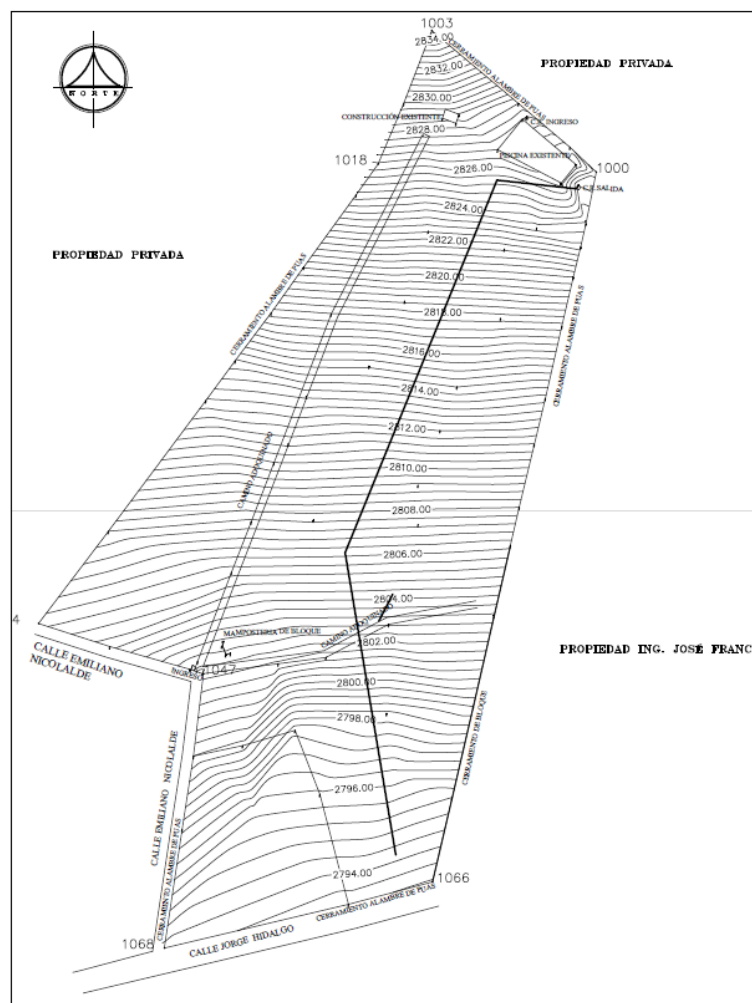 1003
2834.00
CERRAMIENTO ALAMBRE DE PUAS
2832.00
PROPIEDAD PRIVADA
NORTE
2830.00
CONSTRUCCIÓN EXISTENTE
C.R. INGRESO
2828.00
PISCINA EXISTENTE
1018
2826.00
1000
C.R. SALIDA
2824.00
2822.00
PROPIEDAD PRIVADA
2820.00
CERRAMIENTO ALAMBRE DE PUAS
CERRAMIENTO ALAMBRE DE PUAS
2818.00
2816.00
2814.00
2812.00
CAMINO ADOQUINADO
2810.00
2808.00
2806.00
2804.00
4
MAMPOSTERIA DE BLOQUE
CAMINO ADOQUINADO
2802.00
CALLE EMILIANO
NICOLALDE
PROPIEDAD ING. JOSÉ FRANC
INGRESO
1047
2800.00
2798.00
CERRAMIENTO DE BLOQUE
CALLE EMILIANO NICOLALDE
2796.00
CERRAMIENTO ALAMBRE DE PUAS
2794.00
1066
CERRAMIENTO ALAMBRE DE PUAS
1068
CALLE JORGE HIDALGO